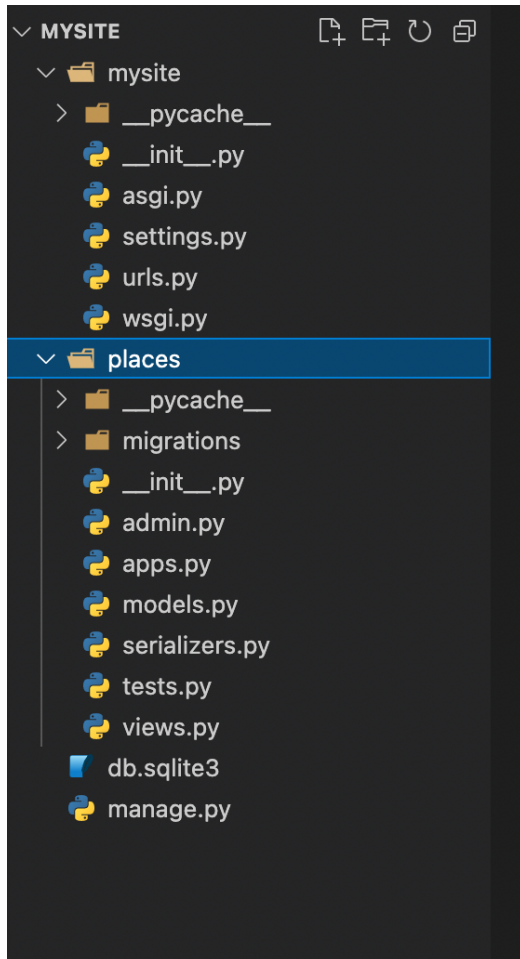 MYSITE
mysite
__pycache__
__init__.py
asgi.py
settings.py
urls.py
wsgi.py
places
__pycache__
migrations
__init__.py
admin.py
apps.py
models.py
serializers.py
tests.py
views.py
db.sqlite3
manage.py